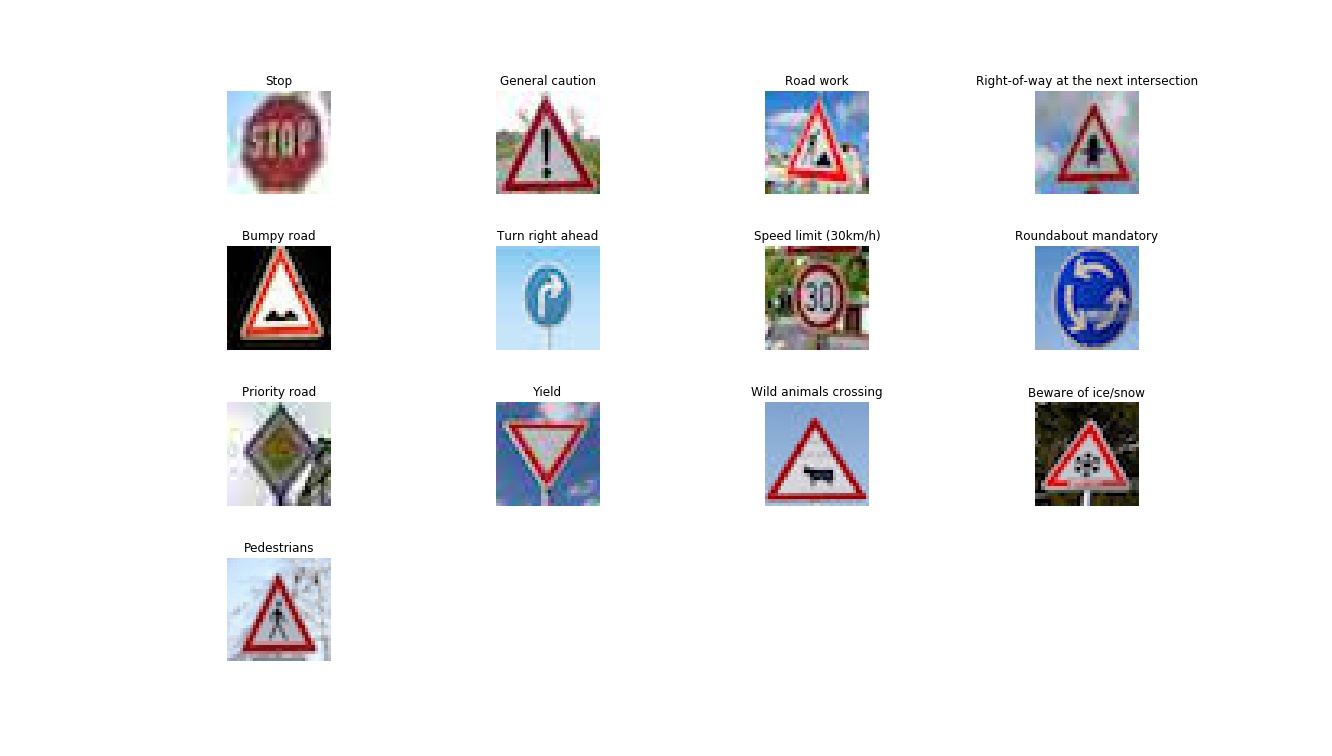 Stop
General caution
Road work
Right-of-way at the next intersection
STOP
Bumpy road
Turn right ahead
Speed limit (30km/h)
Roundabout mandatory
30
Priority road
Yield
Wild animals crossing
Beware of ice/snow
Pedestrians